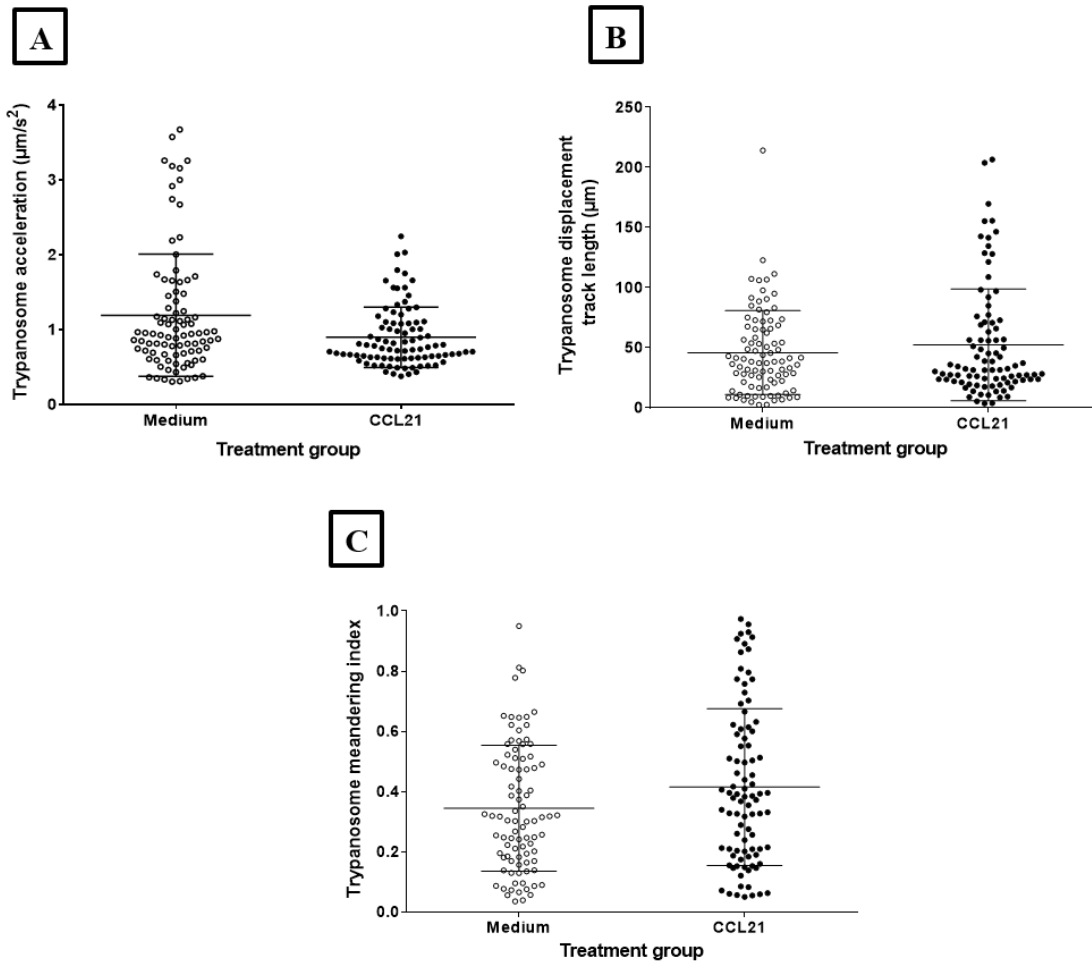 A
Trypanosome acceleration (µm/s²)
4
3
2
1
0
Medium
CCL21
Treatment group
B
Trypanosome displacement
track length (µm)
250
200
150
100
50
0
Medium
CCL21
Treatment group
C
Trypanosome meandering index
1.0
0.8
0.6
0.4
0.2
0.0
Medium
CCL21
Treatment group